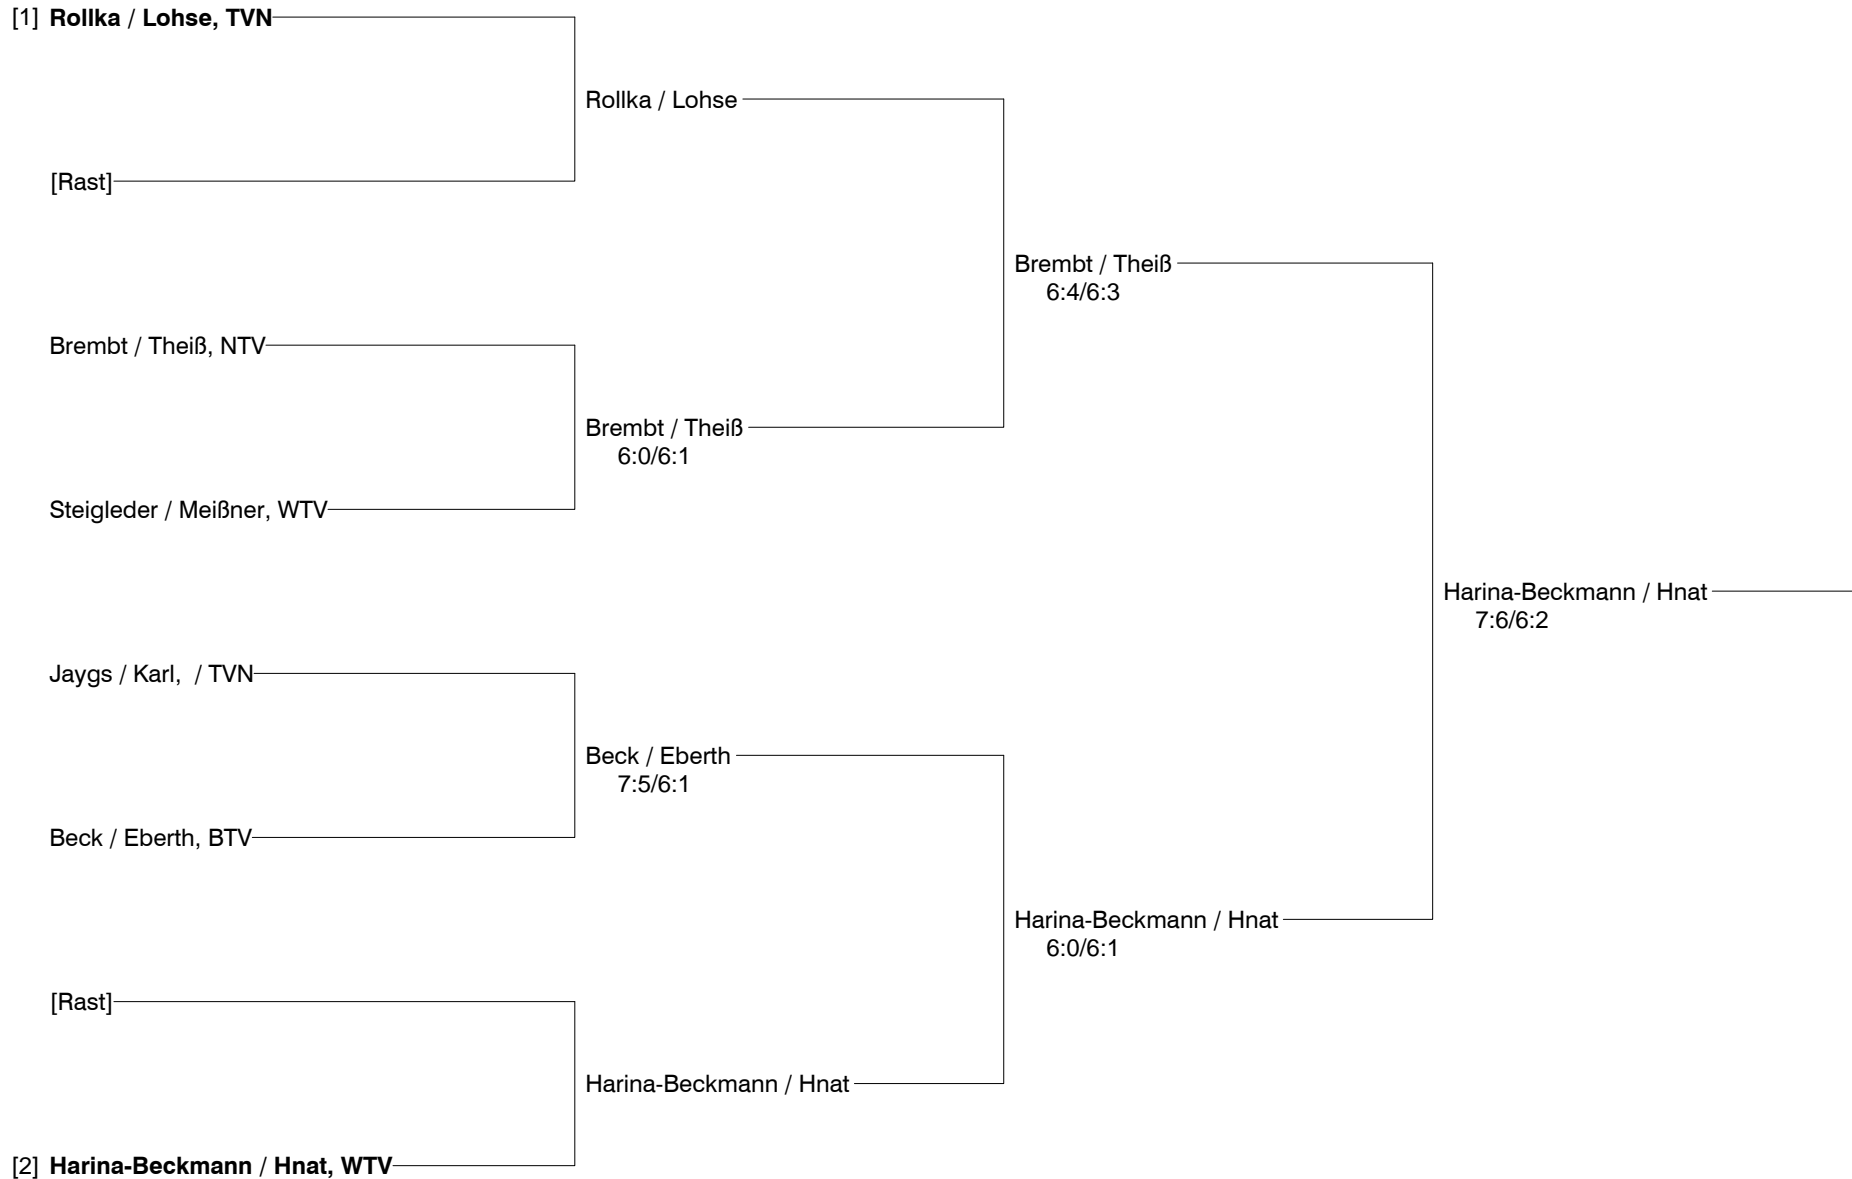 [1] Rollka / Lohse, TVN
Rollka / Lohse
[Rast]
Brembt / Theiß
6:4/6:3
Brembt / Theiß, NTV
Brembt / Theiß
6:0/6:1
Steigleder / Meißner, WTV
Harina-Beckmann / Hnat
7:6/6:2
Jaygs / Karl,  / TVN
Beck / Eberth
7:5/6:1
Beck / Eberth, BTV
Harina-Beckmann / Hnat
6:0/6:1
[Rast]
Harina-Beckmann / Hnat
[2] Harina-Beckmann / Hnat, WTV